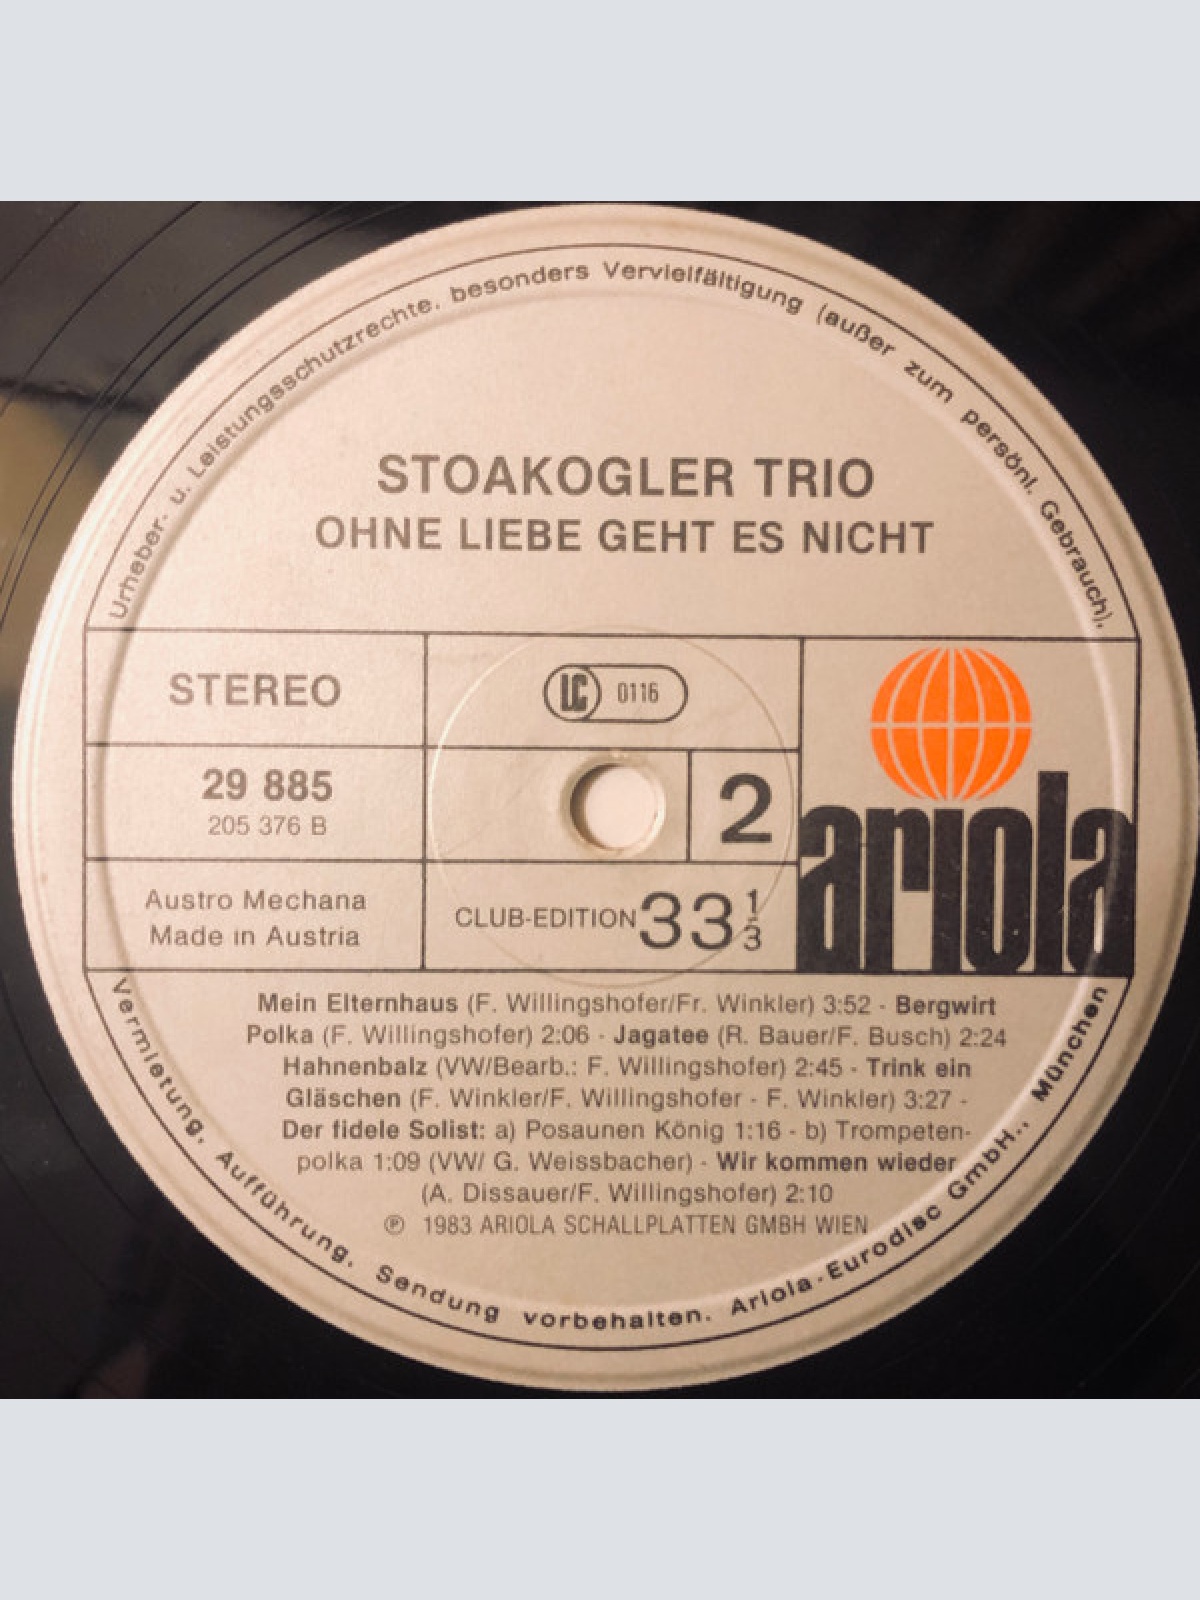 Urheber- u. Leistungsschutzrechte, besonders Vervielfältigung (außer zum persönl. Gebrauch),
STOAKOGLER TRIO
OHNE LIEBE GEHT ES NICHT
STEREO
LC 0116
29 885
205 376 B
2
ariola
Austro Mechana
Made in Austria
CLUB-EDITION 33 1/3
Mein Elternhaus (F. Willingshofer/Fr. Winkler) 3:52 - Bergwirt
Polka (F. Willingshofer) 2:06 - Jagatee (R. Bauer/F. Busch) 2:24
Hahnenbalz (VW/Bearb.: F. Willingshofer) 2:45 - Trink ein
Gläschen (F. Winkler/F. Willingshofer - F. Winkler) 3:27 -
Der fidele Solist: a) Posaunen König 1:16 - b) Trompeten-
polka 1:09 (VW/ G. Weissbacher) - Wir kommen wieder
(A. Dissauer/F. Willingshofer) 2:10
℗ 1983 ARIOLA SCHALLPLATTEN GMBH WIEN
Vermietung, Aufführung, Sendung vorbehalten. Ariola-Eurodisc GmbH., München